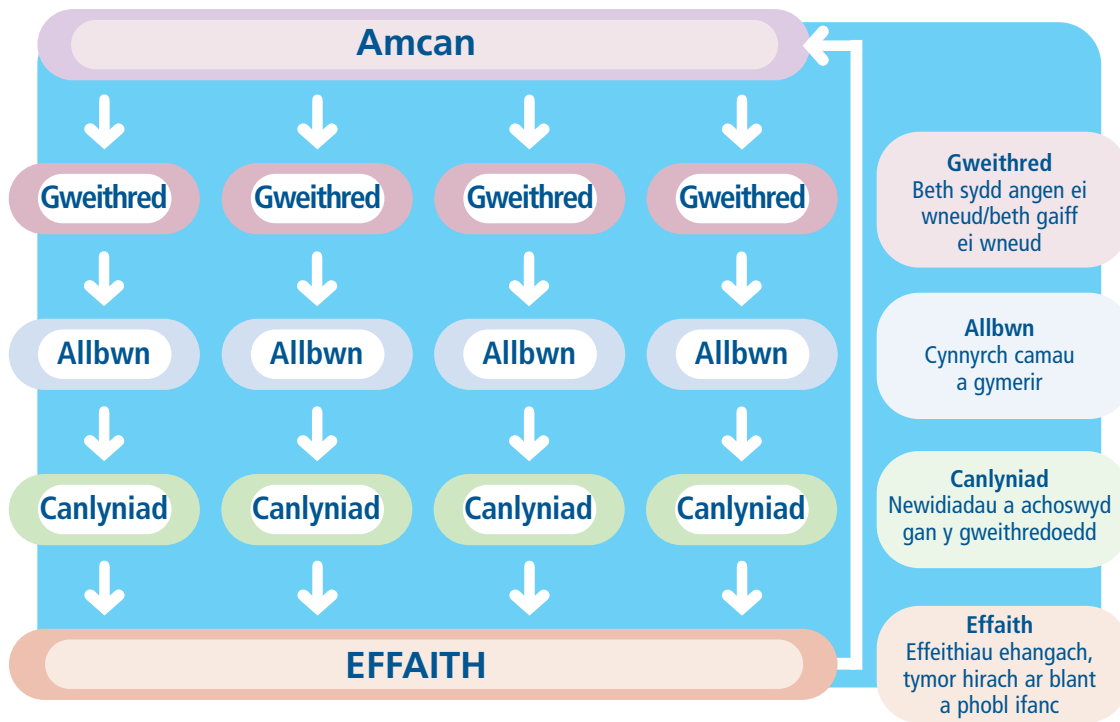 Amcan
Gweithred Gweithred Gweithred Gweithred
Allbwn Allbwn Allbwn Allbwn
Canlyniad Canlyniad Canlyniad Canlyniad
EFFAITH
Gweithred
Beth sydd angen ei
wneud/beth gaiff
ei wneud
Allbwn
Cynnyrch camau
a gymerir
Canlyniad
Newidiadau a achoswyd
gan y gweithredoedd
Effaith
Effeithiau ehangach,
tymor hirach ar blant
a phobl ifanc